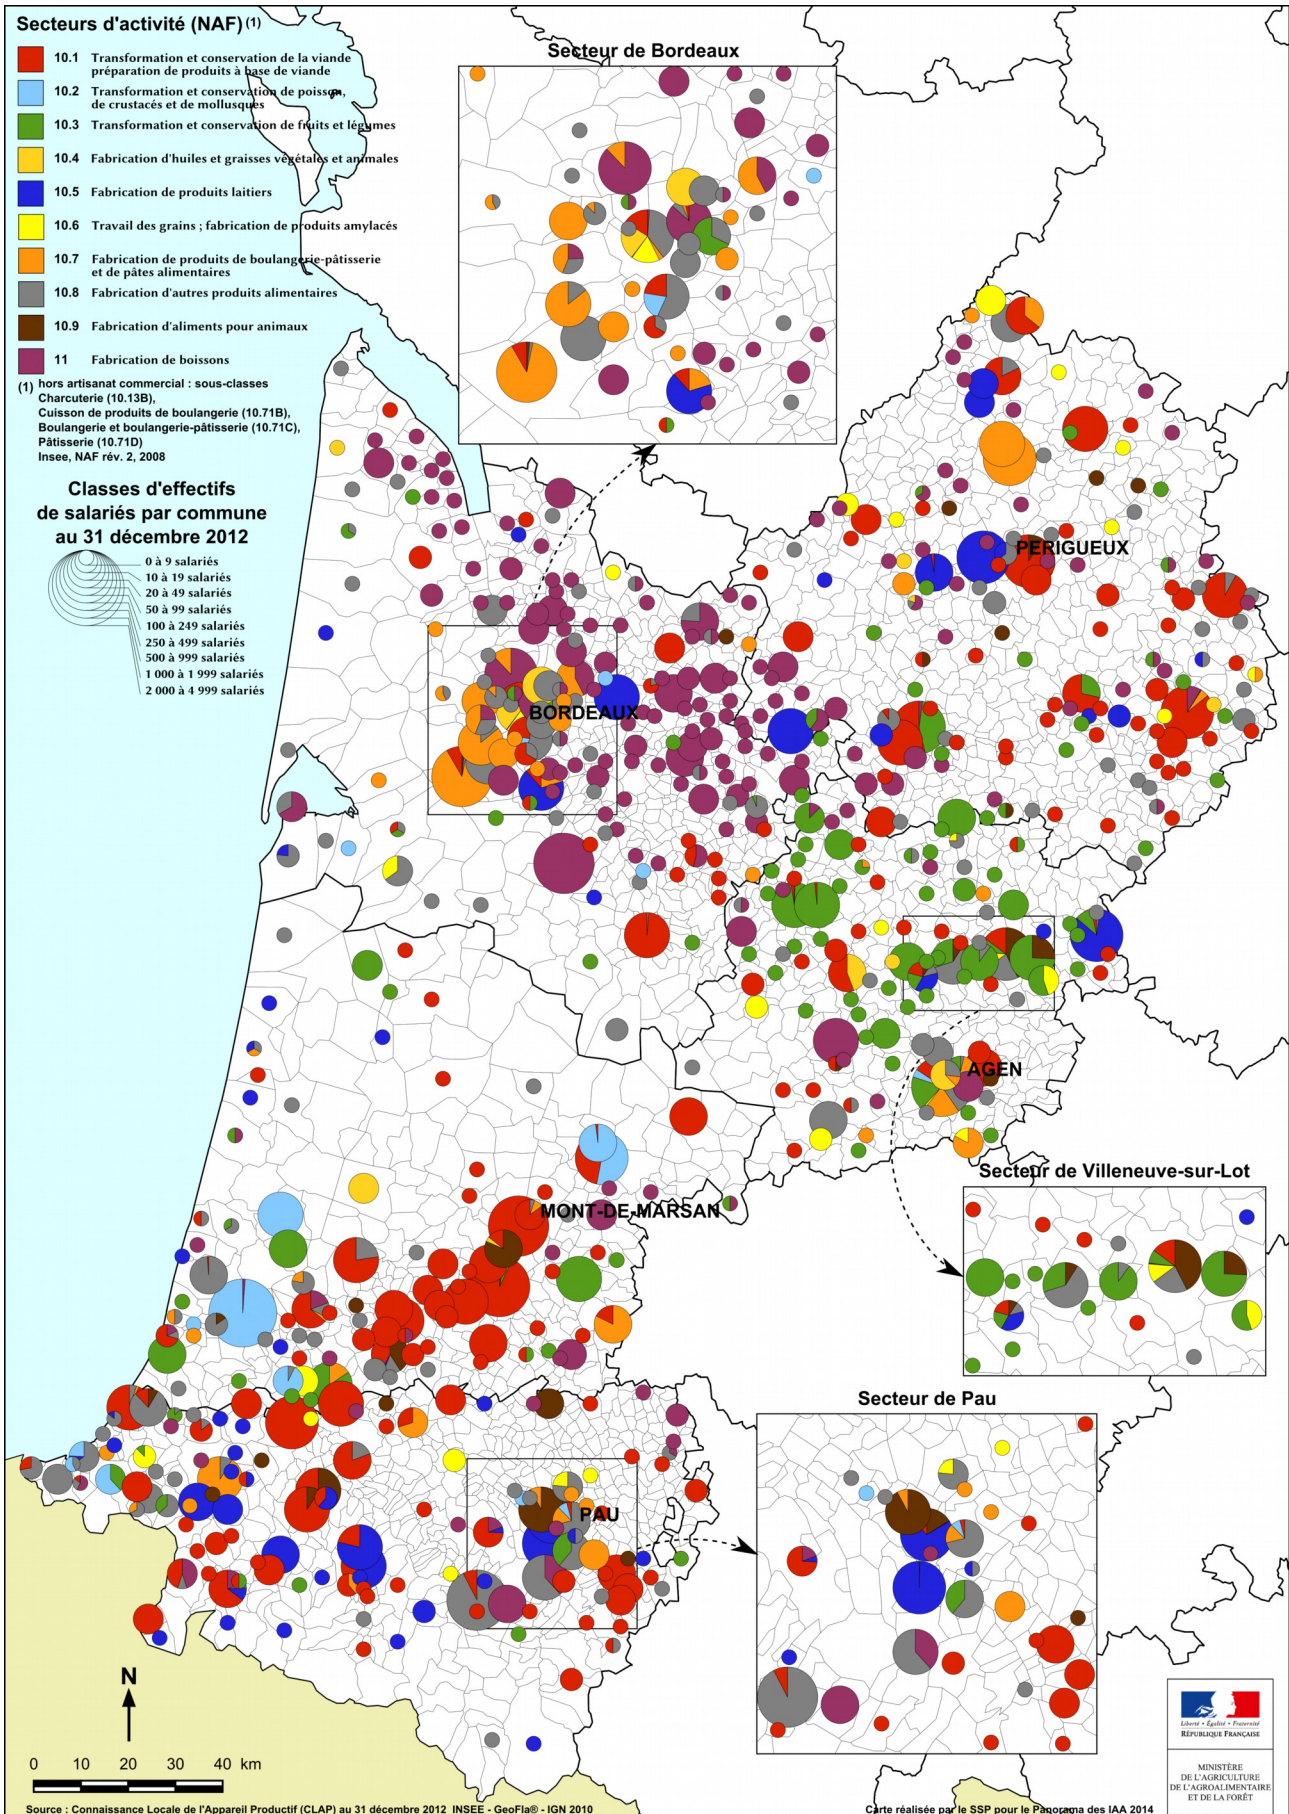 Secteurs d'activité (NAF) (1)
10.1 Transformation et conservation de la viande
préparation de produits à base de viande
10.2 Transformation et conservation de poisson,
de crustacés et de mollusques
10.3 Transformation et conservation de fruits et légumes
10.4 Fabrication d'huiles et graisses végétales et animales
10.5 Fabrication de produits laitiers
10.6 Travail des grains ; fabrication de produits amylacés
10.7 Fabrication de produits de boulangerie-pâtisserie
et de pâtes alimentaires
10.8 Fabrication d'autres produits alimentaires
10.9 Fabrication d'aliments pour animaux
11 Fabrication de boissons
(1) hors artisanat commercial : sous-classes
Charcuterie (10.13B),
Cuisson de produits de boulangerie (10.71B),
Boulangerie et boulangerie-pâtisserie (10.71C),
Pâtisserie (10.71D)
Insee, NAF rév. 2, 2008
Classes d'effectifs
de salariés par commune
au 31 décembre 2012
0 à 9 salariés
10 à 19 salariés
20 à 49 salariés
50 à 99 salariés
100 à 249 salariés
250 à 499 salariés
500 à 999 salariés
1 000 à 1 999 salariés
2 000 à 4 999 salariés
Secteur de Bordeaux
PERIGUEUX
BORDEAUX
AGEN
Secteur de Villeneuve-sur-Lot
MONT-DE-MARSAN
Secteur de Pau
PAU
N
0 10 20 30 40 km
Liberté • Égalité • Fraternité
RÉPUBLIQUE FRANÇAISE
MINISTÈRE
DE L'AGRICULTURE
DE L'AGROALIMENTAIRE
ET DE LA FORÊT
Source : Connaissance Locale de l'Appareil Productif (CLAP) au 31 décembre 2012 INSEE - GeoFla® - IGN 2010
Carte réalisée par le SSP pour le Panorama des IAA 2014